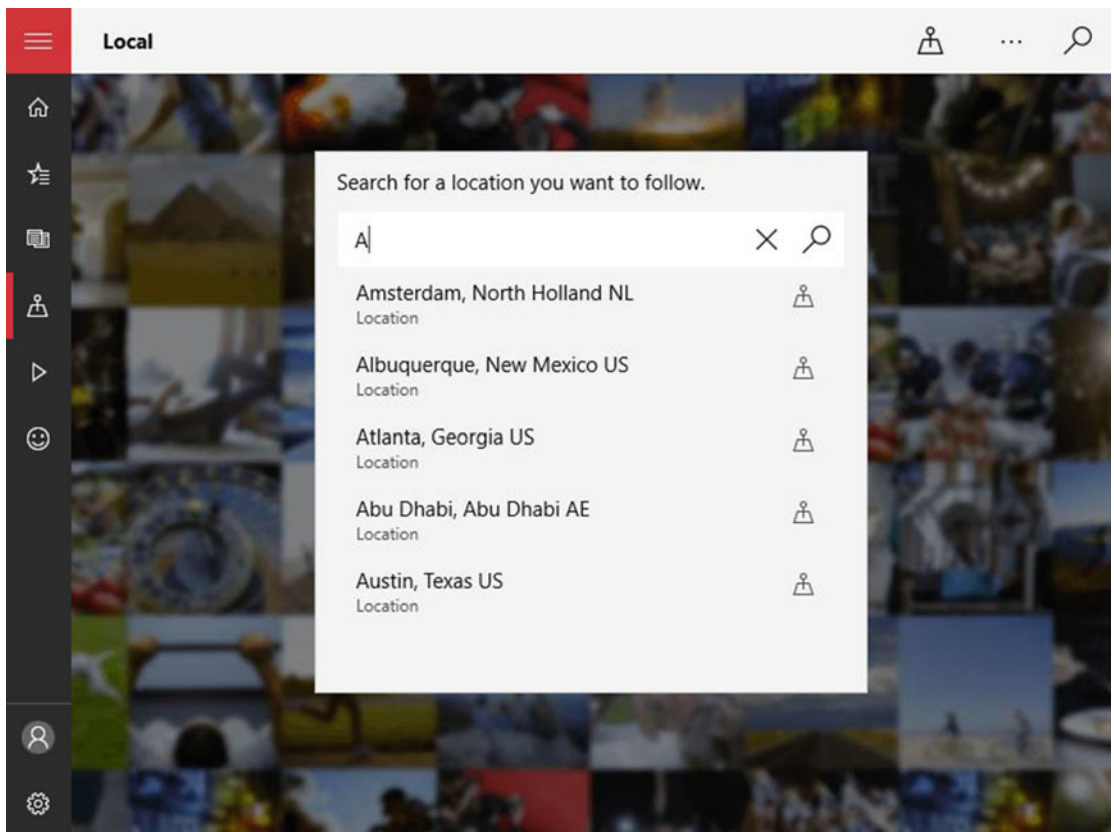 Local
Search for a location you want to follow.
A
Amsterdam, North Holland NL
Location
Albuquerque, New Mexico US
Location
Atlanta, Georgia US
Location
Abu Dhabi, Abu Dhabi AE
Location
Austin, Texas US
Location